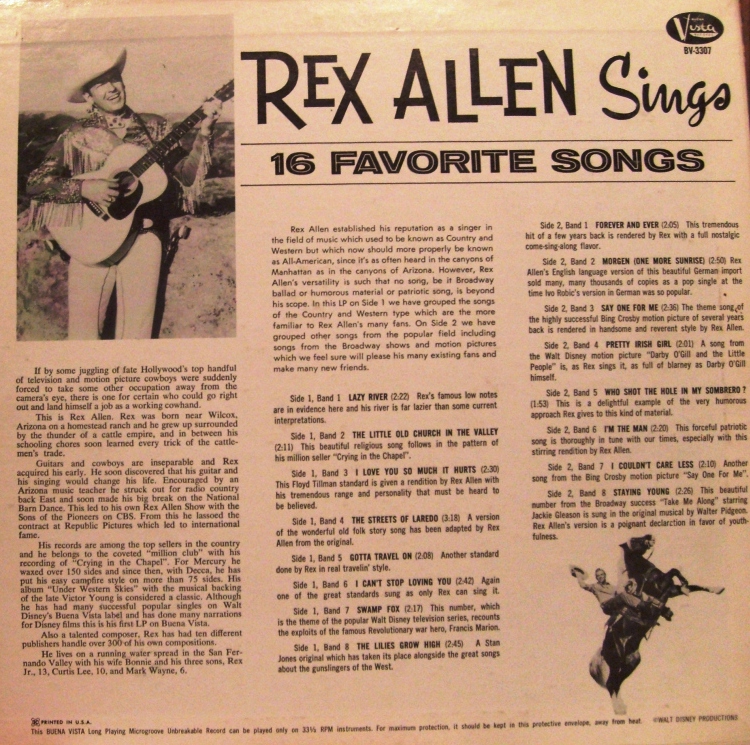 Vista
BV-3307
REX ALLEN Sings
16 FAVORITE SONGS
If by some juggling of fate Hollywood's top handful
of television and motion picture cowboys were suddenly
forced to take some other occupation away from the
camera's eye, there is one for certain who could go right
out and land himself a job as a working cowhand.
This is Rex Allen. Rex was born near Wilcox,
Arizona on a homestead ranch and he grew up surrounded
by the thunder of a cattle empire, and in between his
schooling chores soon learned every trick of the cattle-
men's trade.
Guitars and cowboys are inseparable and Rex
acquired his early. He soon discovered that his guitar and
his singing would change his life. Encouraged by an
Arizona music teacher he struck out for radio country
back East and soon made his big break on the National
Barn Dance. This led to his own Rex Allen Show with the
Sons of the Pioneers on CBS. From this he lassoed the
contract at Republic Pictures which led to international
fame.
His records are among the top sellers in the country
and he belongs to the coveted "million club" with his
recording of "Crying in the Chapel". For Mercury he
waxed over 150 sides and since then, with Decca, he has
put his easy campfire style on more than 75 sides. His
album "Under Western Skies" with the musical backing
of the late Victor Young is considered a classic. Although
he has had many successful popular singles on Walt
Disney's Buena Vista label and has done many narrations
for Disney films this is his first LP on Buena Vista.
Also a talented composer, Rex has had ten different
publishers handle over 300 of his own compositions.
He lives on a running water spread in the San Fer-
nando Valley with his wife Bonnie and his three sons, Rex
Jr., 13, Curtis Lee, 10, and Mark Wayne, 6.
Rex Allen established his reputation as a singer in
the field of music which used to be known as Country and
Western but which now should more properly be known
as All-American, since it's as often heard in the canyons of
Manhattan as in the canyons of Arizona. However, Rex
Allen's versatility is such that no song, be it Broadway
ballad or humorous material or patriotic song, is beyond
his scope. In this LP on Side 1 we have grouped the songs
of the Country and Western type which are the more
familiar to Rex Allen's many fans. On Side 2 we have
grouped other songs from the popular field including
songs from the Broadway shows and motion pictures
which we feel sure will please his many existing fans and
make many new friends.
Side 1, Band 1 LAZY RIVER (2:22) Rex's famous low notes
are in evidence here and his river is far lazier than some current
interpretations.
Side 1, Band 2 THE LITTLE OLD CHURCH IN THE VALLEY
(2:11) This beautiful religious song follows in the pattern of
his million seller "Crying in the Chapel".
Side 1, Band 3 I LOVE YOU SO MUCH IT HURTS (2:30)
This Floyd Tillman standard is given a rendition by Rex Allen with
his tremendous range and personality that must be heard to
be believed.
Side 1, Band 4 THE STREETS OF LAREDO (3:18) A version
of the wonderful old folk story song has been adapted by Rex
Allen from the original.
Side 1, Band 5 GOTTA TRAVEL ON (2:08) Another standard
done by Rex in real travelin' style.
Side 1, Band 6 I CAN'T STOP LOVING YOU (2:42) Again
one of the great standards sung as only Rex can sing it.
Side 1, Band 7 SWAMP FOX (2:17) This number, which
is the theme of the popular Walt Disney television series, recounts
the exploits of the famous Revolutionary war hero, Francis Marion.
Side 1, Band 8 THE LILIES GROW HIGH (2:45) A Stan
Jones original which has taken its place alongside the great songs
about the gunslingers of the West.
Side 2, Band 1 FOREVER AND EVER (2:05) This tremendous
hit of a few years back is rendered by Rex with a full nostalgic
come-sing-along flavor.
Side 2, Band 2 MORGEN (ONE MORE SUNRISE) (2:50) Rex
Allen's English language version of this beautiful German import
sold many, many thousands of copies as a pop single at the
time Ivo Robic's version in German was so popular.
Side 2, Band 3 SAY ONE FOR ME (2:36) The theme song of
the highly successful Bing Crosby motion picture of several years
back is rendered in handsome and reverent style by Rex Allen.
Side 2, Band 4 PRETTY IRISH GIRL (2:01) A song from
the Walt Disney motion picture "Darby O'Gill and the Little
People" is, as Rex sings it, as full of blarney as Darby O'Gill
himself.
Side 2, Band 5 WHO SHOT THE HOLE IN MY SOMBRERO?
(1:53) This is a delightful example of the very humorous
approach Rex gives to this kind of material.
Side 2, Band 6 I'M THE MAN (2:20) This forceful patriotic
song is thoroughly in tune with our times, especially with this
stirring rendition by Rex Allen.
Side 2, Band 7 I COULDN'T CARE LESS (2:10) Another
song from the Bing Crosby motion picture "Say One For Me".
Side 2, Band 8 STAYING YOUNG (2:26) This beautiful
number from the Broadway success "Take Me Along" starring
Jackie Gleason is sung in the original musical by Walter Pidgeon.
Rex Allen's version is a poignant declaration in favor of youth-
fulness.
PRINTED IN U.S.A.
This BUENA VISTA Long Playing Microgroove Unbreakable Record can be played only on 33⅓ RPM instruments. For maximum protection, it should be kept in this protective envelope, away from heat.
©WALT DISNEY PRODUCTIONS